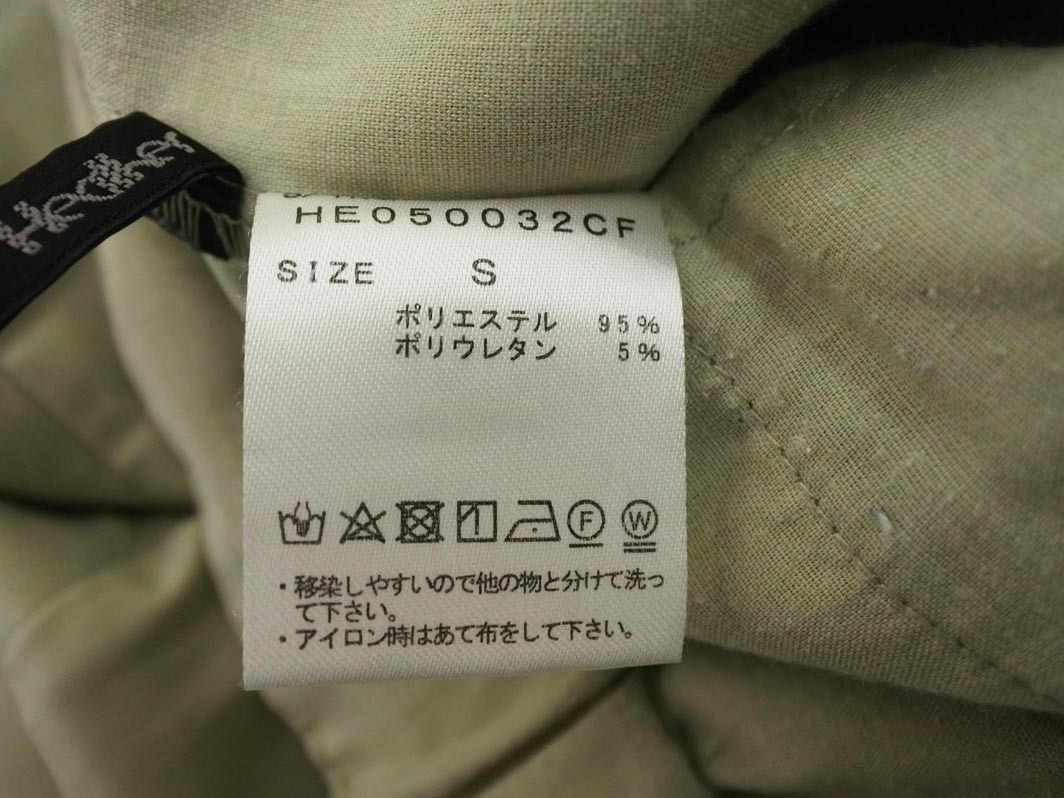 Heather
HE050032CF
SIZE S
ポリエステル 95%
ポリウレタン 5%
F W
・移染しやすいので他の物と分けて洗っ
て下さい。
・アイロン時はあて布をして下さい。